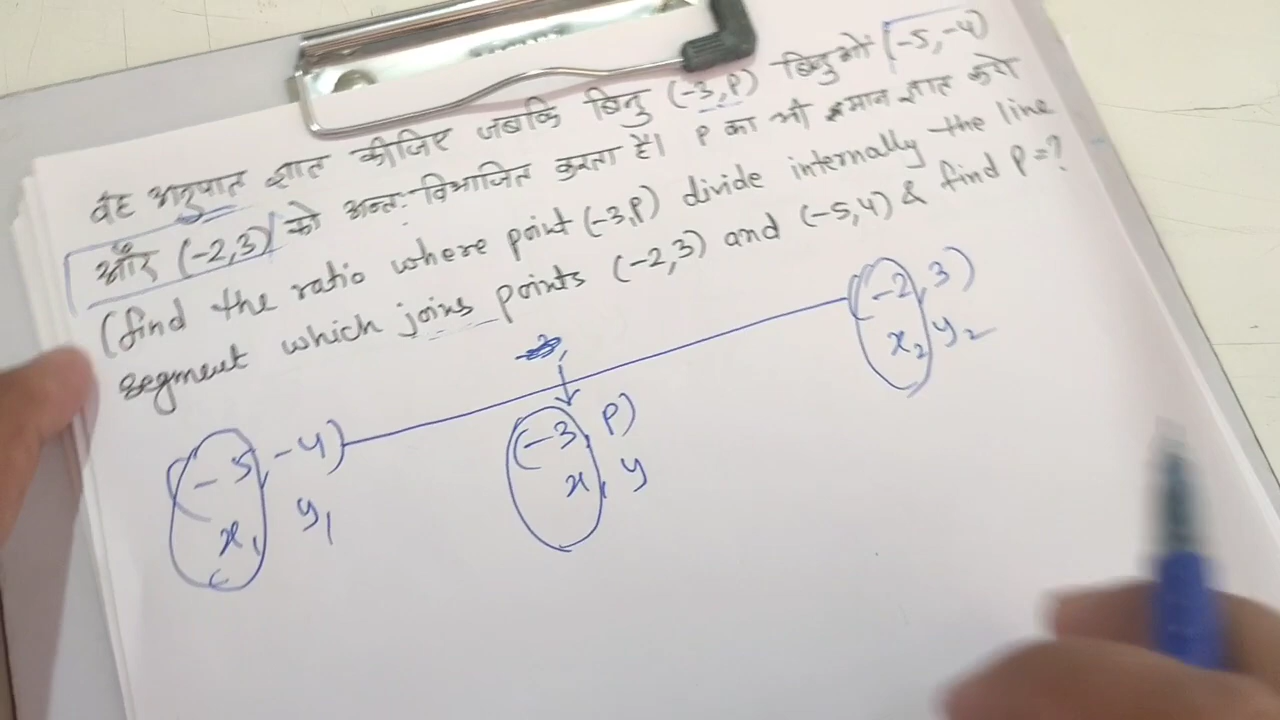 वह अनुपात ज्ञात कीजिए जबकि बिन्दु (-3,P) बिन्दुओं (-5,-4)
और (-2,3) को अन्तः विभाजित करता है। P का भी मान ज्ञात करो
(find the ratio where point (-3,P) divide internally the line
segment which joins points (-2,3) and (-5,4) & find P=?
(-2,3)
x₂ y₂
(-3, P)
x, y
(-5,-4)
x₁ y₁